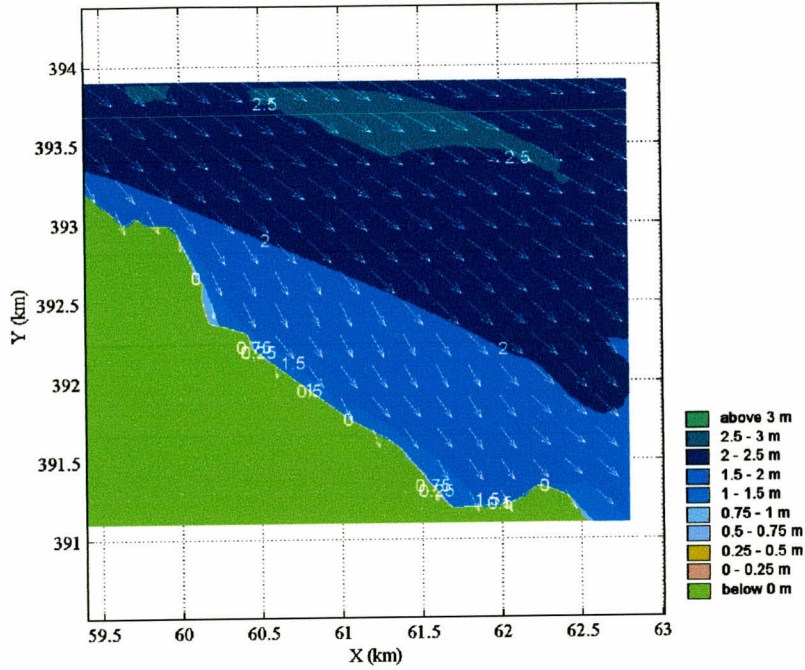 394
393.5
393
392.5
392
391.5
391
Y (km)
59.5 60 60.5 61 61.5 62 62.5 63
X (km)
2.5
2.5
2
0
2
1.5
0
0
above 3 m
2.5 - 3 m
2 - 2.5 m
1.5 - 2 m
1 - 1.5 m
0.75 - 1 m
0.5 - 0.75 m
0.25 - 0.5 m
0 - 0.25 m
below 0 m